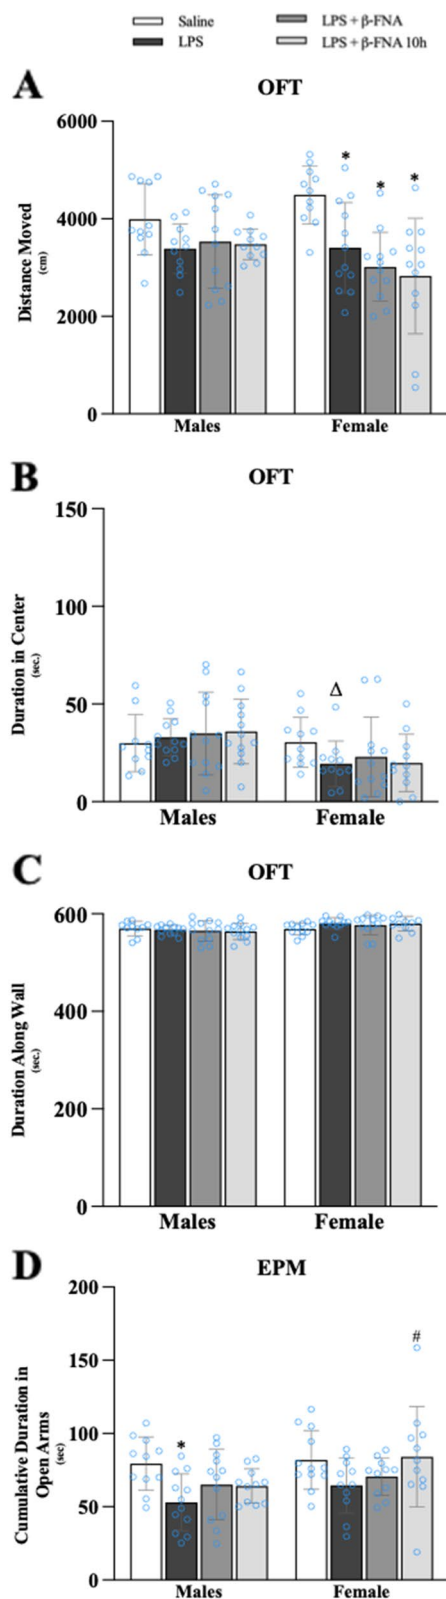 Saline
LPS
LPS + β-FNA
LPS + β-FNA 10h
A
OFT
Distance Moved
(cm)
6000
4000
2000
0
*
*
*
Males
Female
B
OFT
Duration in Center
(sec.)
150
100
50
0
Δ
Males
Female
C
OFT
Duration Along Wall
(sec.)
600
400
200
0
Males
Female
D
EPM
Cumulative Duration in
Open Arms
(sec)
200
150
100
50
0
*
#
Males
Female